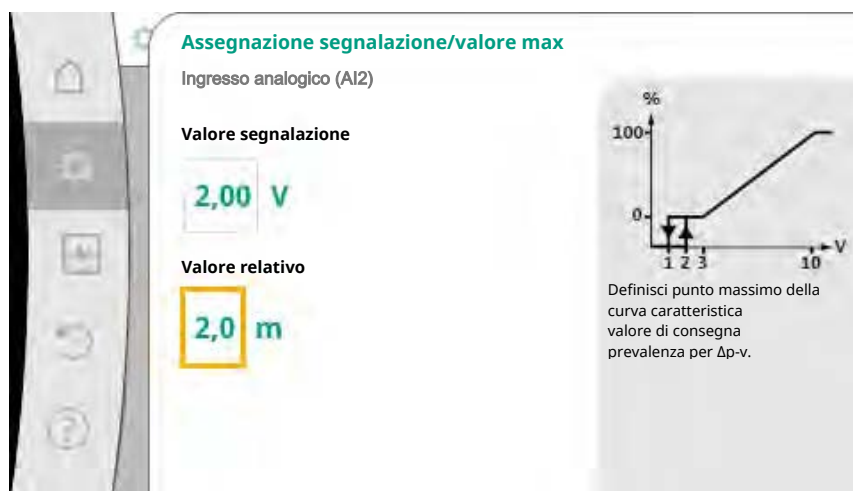 Assegnazione segnalazione/valore max
Ingresso analogico (AI2)
Valore segnalazione
2,00 V
Valore relativo
2,0 m
%
100
0
1 2 3 10 V
Definisci punto massimo della
curva caratteristica
valore di consegna
prevalenza per Δp-v.
?